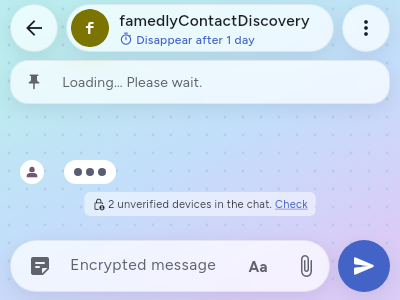 f
famedlyContactDiscovery
Disappear after 1 day
Loading... Please wait.
2 unverified devices in the chat. Check
Encrypted message
Aa